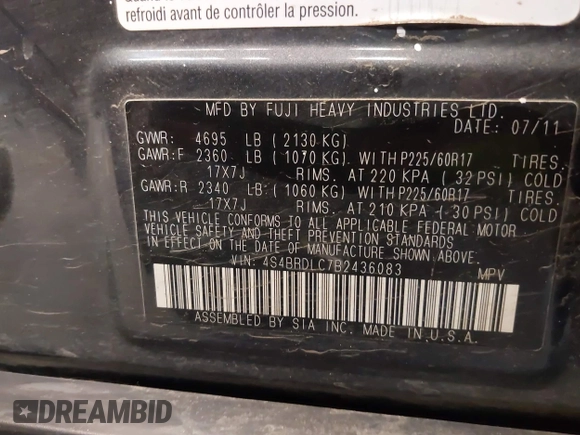 refroidi avant de contrôler la pression.
MFD BY FUJI HEAVY INDUSTRIES LTD.
DATE: 07/11
GVWR: 4695 LB (2130 KG)
GAWR:F 2360 LB (1070 KG) WITH P225/60R17 TIRES.
17X7J RIMS. AT 220 KPA (32 PSI) COLD
GAWR:R 2340 LB (1060 KG) WITH P225/60R17 TIRES.
17X7J RIMS. AT 210 KPA (30 PSI) COLD
THIS VEHICLE CONFORMS TO ALL APPLICABLE FEDERAL MOTOR
VEHICLE SAFETY AND THEFT PREVENTION STANDARDS
IN EFFECT ON THE DATE OF MANUFACTURE SHOWN ABOVE.
VIN: 4S4BRDLC7B2436083 MPV
ASSEMBLED BY SIA INC. MADE IN U.S.A.
DREAMBID